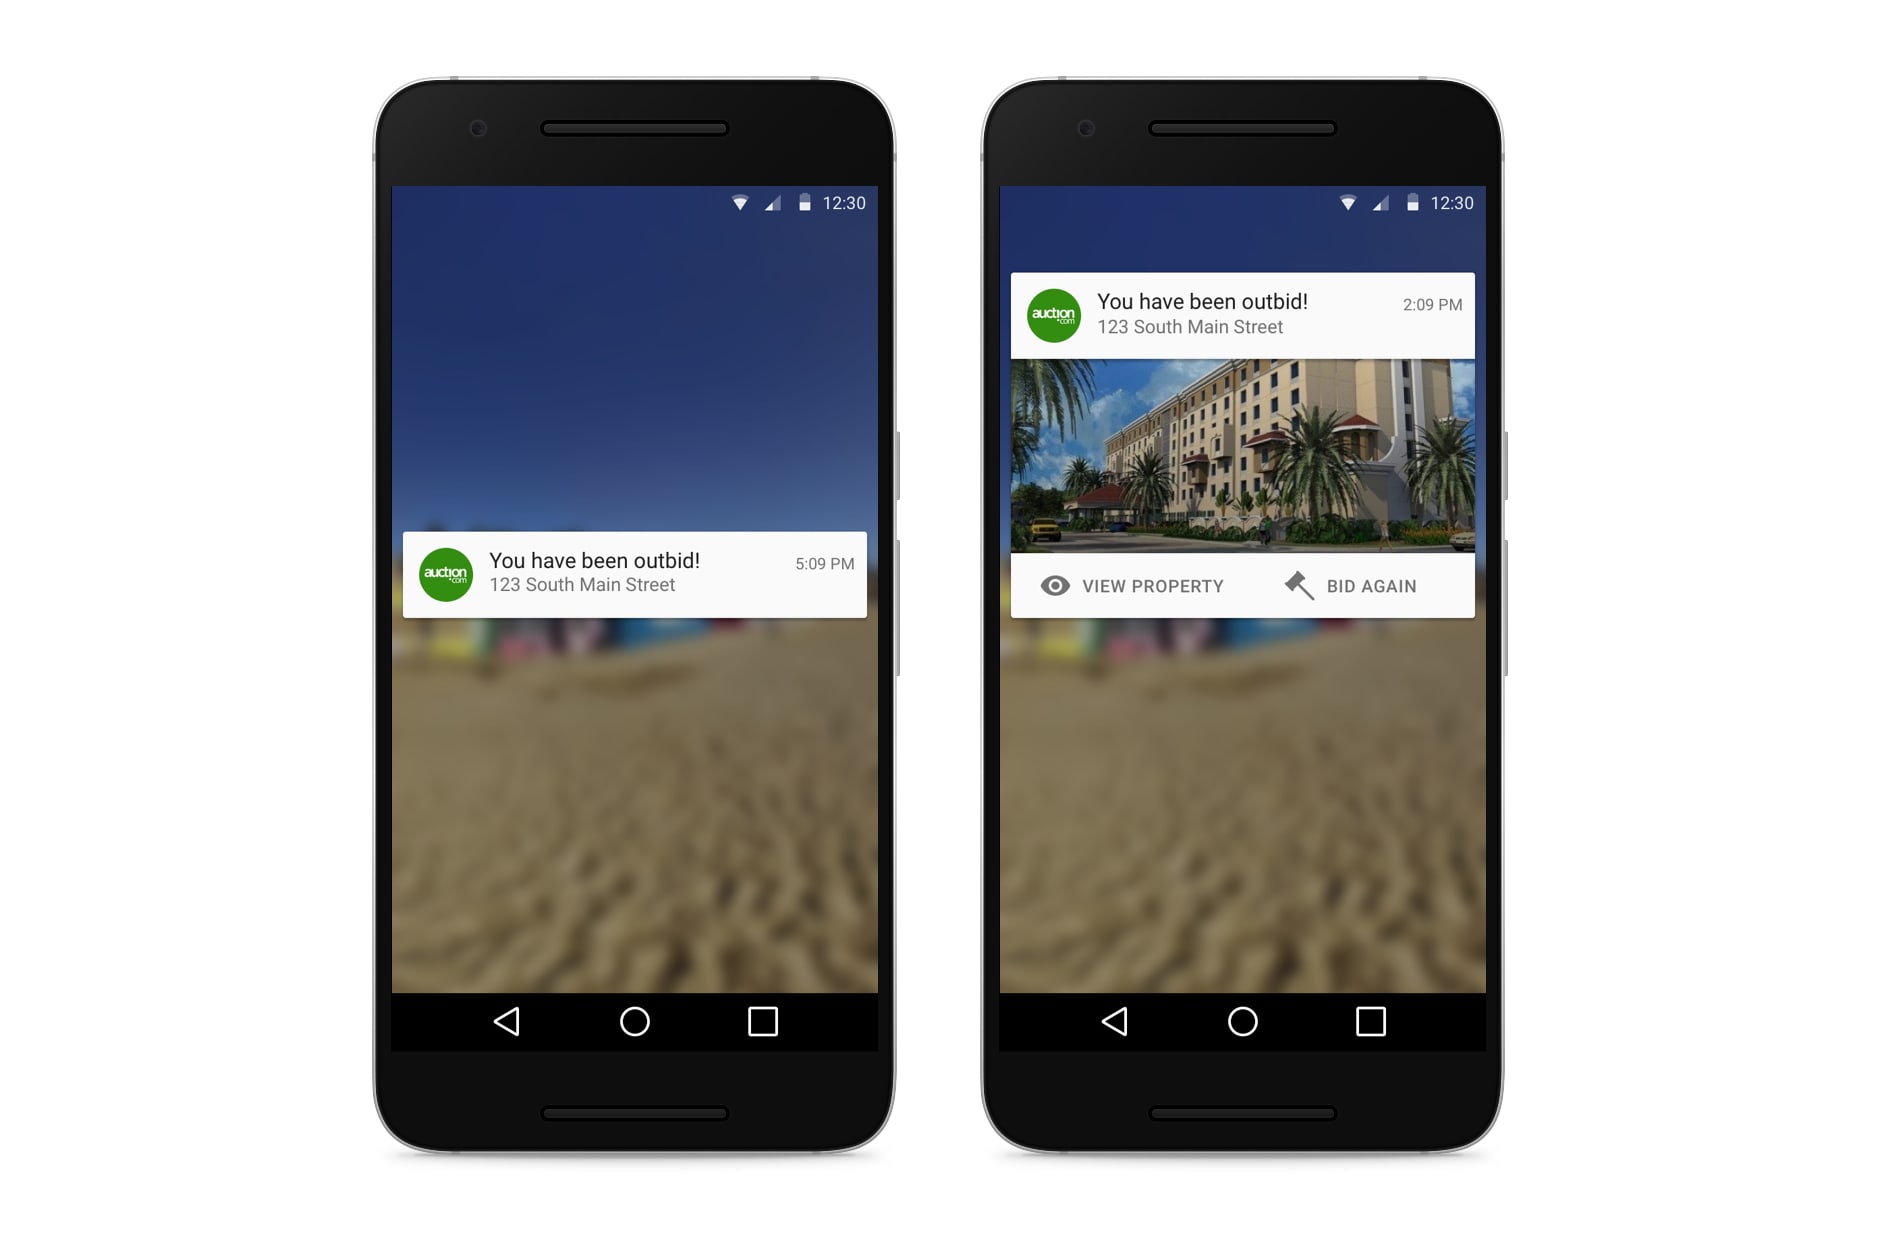 12:30
auction
.com
You have been outbid!
5:09 PM
123 South Main Street
12:30
auction
.com
You have been outbid!
2:09 PM
123 South Main Street
VIEW PROPERTY
BID AGAIN